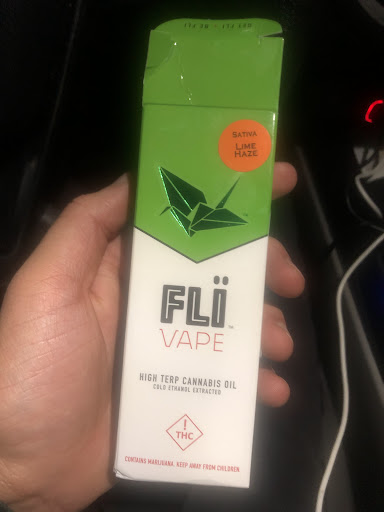 SATIVA
LIME
HAZE
FLÏ
VAPE
HIGH TERP CANNABIS OIL
COLD ETHANOL EXTRACTED
!
THC
CONTAINS MARIJUANA. KEEP AWAY FROM CHILDREN